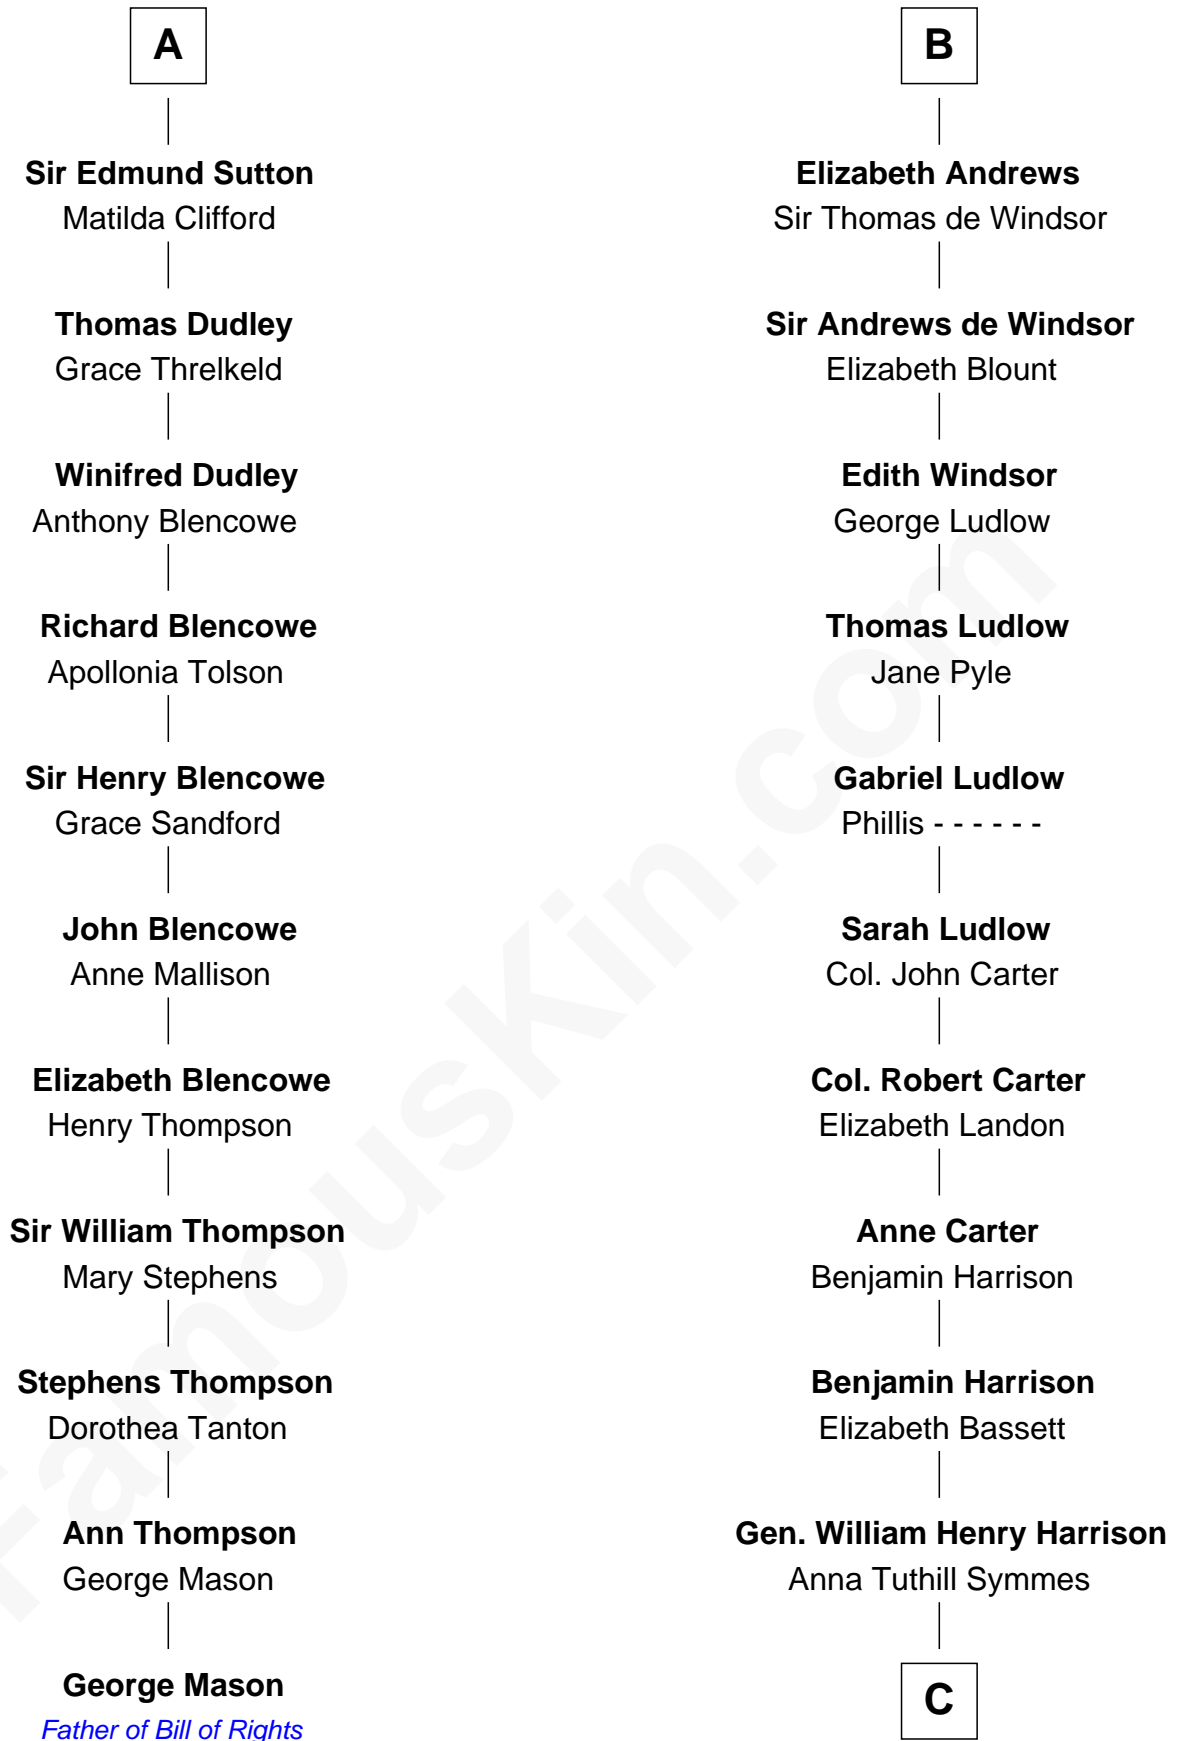 A
Sir Edmund Sutton
Matilda Clifford
Thomas Dudley
Grace Threlkeld
Winifred Dudley
Anthony Blencowe
Richard Blencowe
Apollonia Tolson
Sir Henry Blencowe
Grace Sandford
John Blencowe
Anne Mallison
Elizabeth Blencowe
Henry Thompson
Sir William Thompson
Mary Stephens
Stephens Thompson
Dorothea Tanton
Ann Thompson
George Mason
George Mason
Father of Bill of Rights
B
Elizabeth Andrews
Sir Thomas de Windsor
Sir Andrews de Windsor
Elizabeth Blount
Edith Windsor
George Ludlow
Thomas Ludlow
Jane Pyle
Gabriel Ludlow
Phillis - - - - - -
Sarah Ludlow
Col. John Carter
Col. Robert Carter
Elizabeth Landon
Anne Carter
Benjamin Harrison
Benjamin Harrison
Elizabeth Bassett
Gen. William Henry Harrison
Anna Tuthill Symmes
C
FamousKin.com